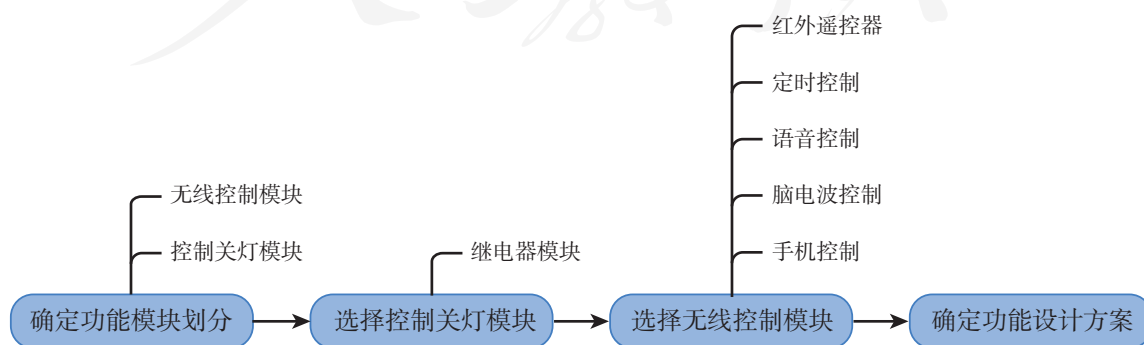 红外遥控器
定时控制
语音控制
脑电波控制
手机控制
无线控制模块
控制关灯模块
继电器模块
确定功能模块划分
选择控制关灯模块
选择无线控制模块
确定功能设计方案